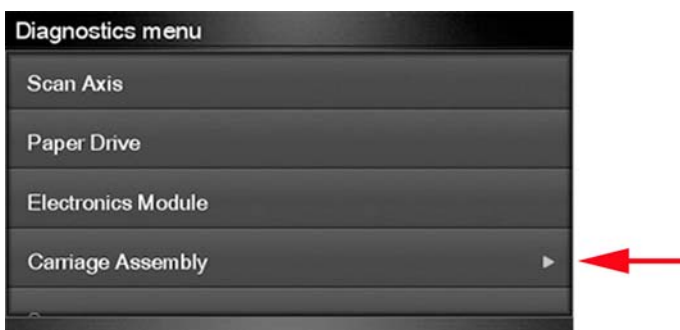 Diagnostics menu
Scan Axis
Paper Drive
Electronics Module
Carriage Assembly